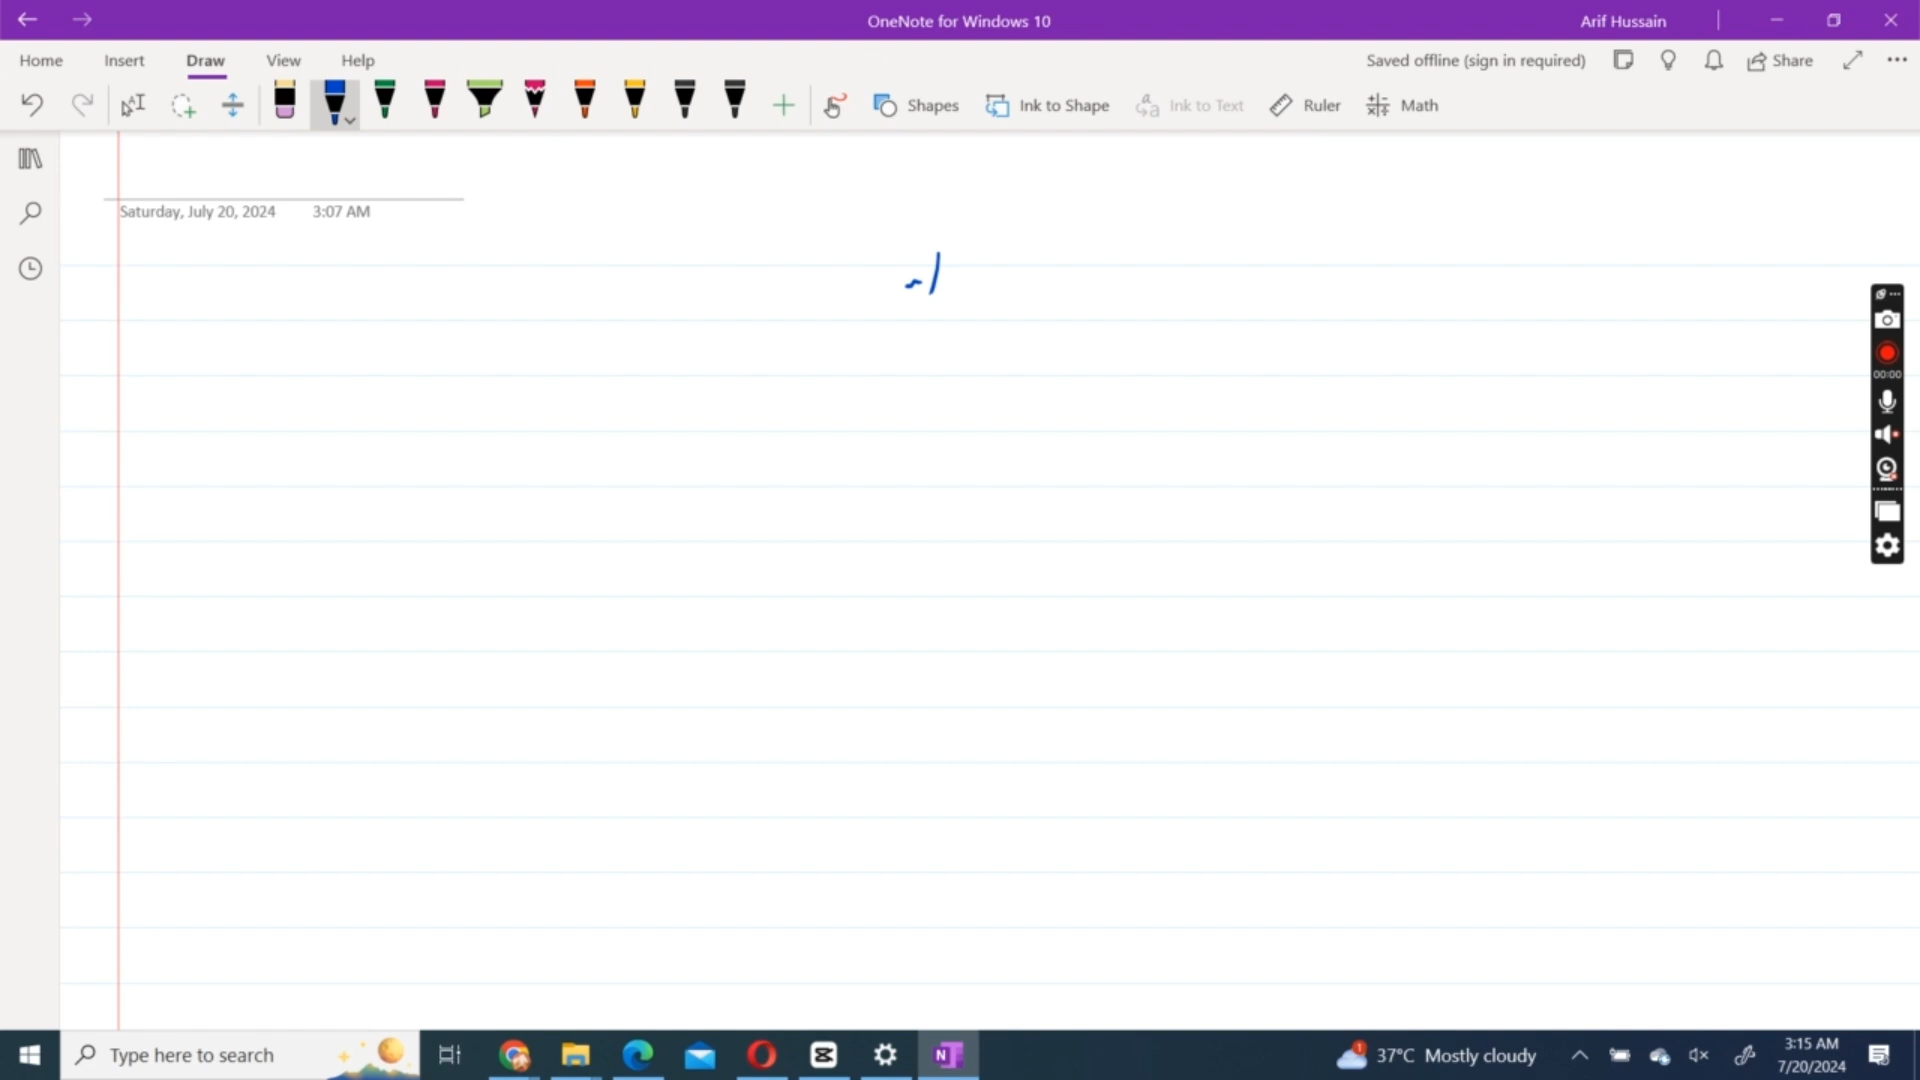 OneNote for Windows 10
Arif Hussain
Home Insert Draw View Help
Saved offline (sign in required)
Share
Shapes
Ink to Shape
Ink to Text
Ruler
Math
Saturday, July 20, 2024 3:07 AM
00:00
Type here to search
37°C Mostly cloudy
3:15 AM
7/20/2024